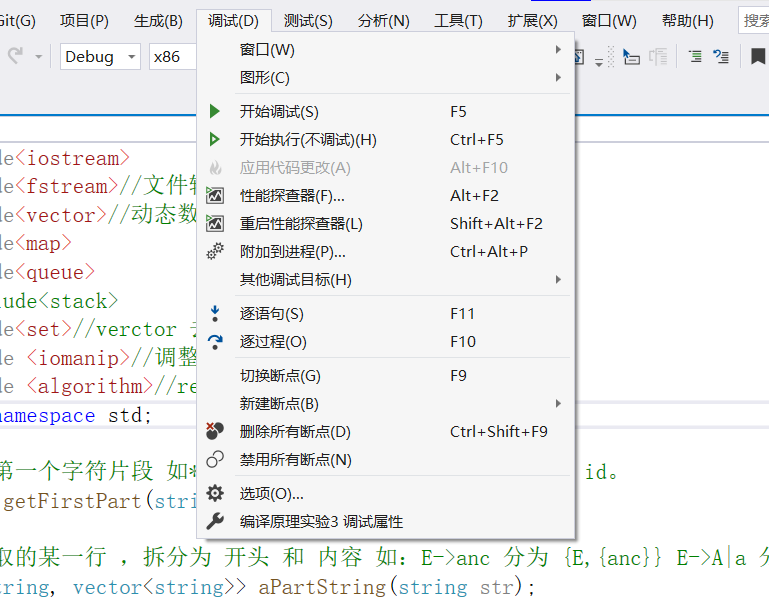 Git(G) 项目(P) 生成(B) 调试(D) 测试(S) 分析(N) 工具(T) 扩展(X) 窗口(W) 帮助(H) 搜索
Debug x86
窗口(W)
图形(C)
开始调试(S) F5
开始执行(不调试)(H) Ctrl+F5
应用代码更改(A) Alt+F10
性能探查器(F)... Alt+F2
重启性能探查器(L) Shift+Alt+F2
附加到进程(P)... Ctrl+Alt+P
其他调试目标(H)
逐语句(S) F11
逐过程(O) F10
切换断点(G) F9
新建断点(B)
删除所有断点(D) Ctrl+Shift+F9
禁用所有断点(N)
选项(O)...
编译原理实验3 调试属性
de<iostream>
de<fstream>//文件
de<vector>//动态数
de<map>
de<queue>
lude<stack>
de<set>//verctor
de <iomanip>//调整
de <algorithm>//re
namespace std;
第一个字符片段 如* id。
getFirstPart(stri
取的某一行 ，拆分为 开头 和 内容 如：E->anc 分为 {E,{anc}} E->A|a
tring, vector<string>> aPartString(string str);